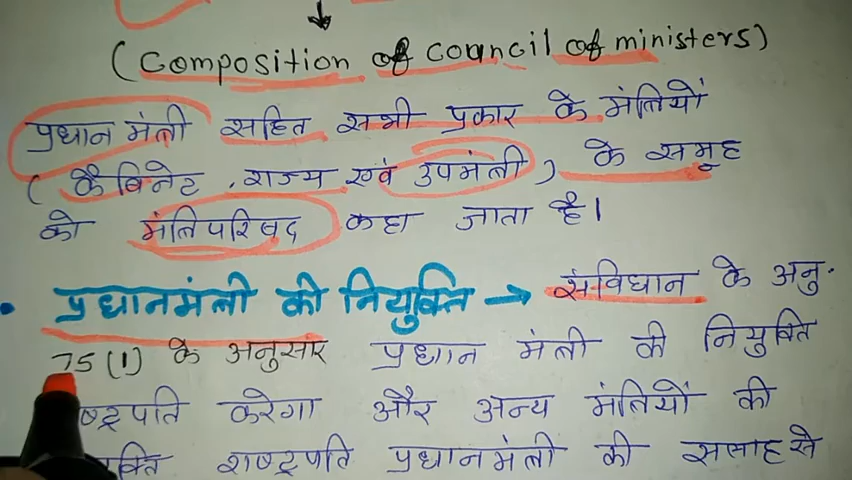 (Composition of council of ministers)
प्रधान मंत्री सहित सभी प्रकार के मंत्रियों
(कैबिनेट, राज्य एवं उपमंत्री) के समूह
को मंत्रिपरिषद कहा जाता है।
• प्रधानमंत्री की नियुक्ति → संविधान के अनु.
75(1) के अनुसार प्रधान मंत्री की नियुक्ति
ष्ट्रपति करेगा और अन्य मंत्रियों की
क्ति राष्ट्रपति प्रधानमंत्री की सलाह से